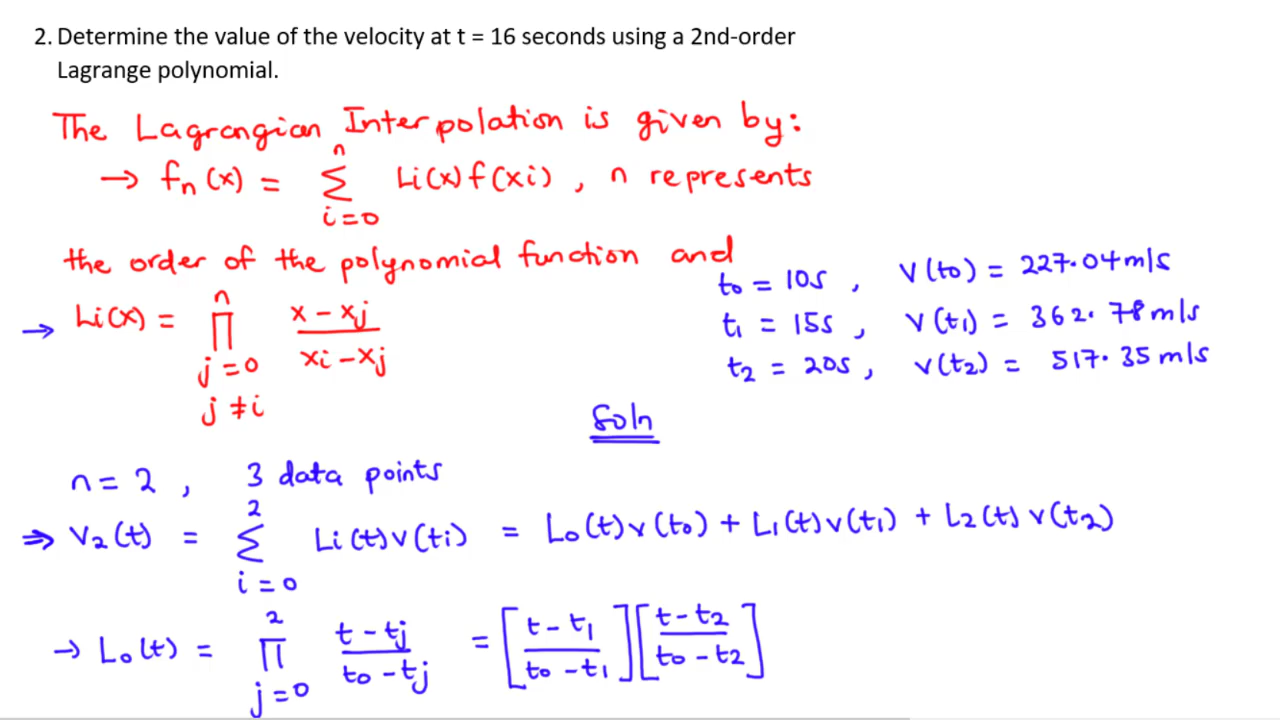 2. Determine the value of the velocity at t = 16 seconds using a 2nd-order
Lagrange polynomial.
The Lagrangian Interpolation is given by:
→ fn(x) = n Σ i=0 Li(x) f(xi) , n represents
the order of the polynomial function and
→ Li(x) = n Π j=0 j≠i x - xj / xi - xj
t0 = 10s , v(t0) = 227.04 m/s
t1 = 15s , v(t1) = 362.78 m/s
t2 = 20s , v(t2) = 517.35 m/s
Soln
n = 2 , 3 data points
⇒ v2(t) = 2 Σ i=0 Li(t) v(ti) = L0(t) v(t0) + L1(t) v(t1) + L2(t) v(t2)
→ L0(t) = 2 Π j=0 t - tj / t0 - tj = [t - t1 / t0 - t1] [t - t2 / t0 - t2]